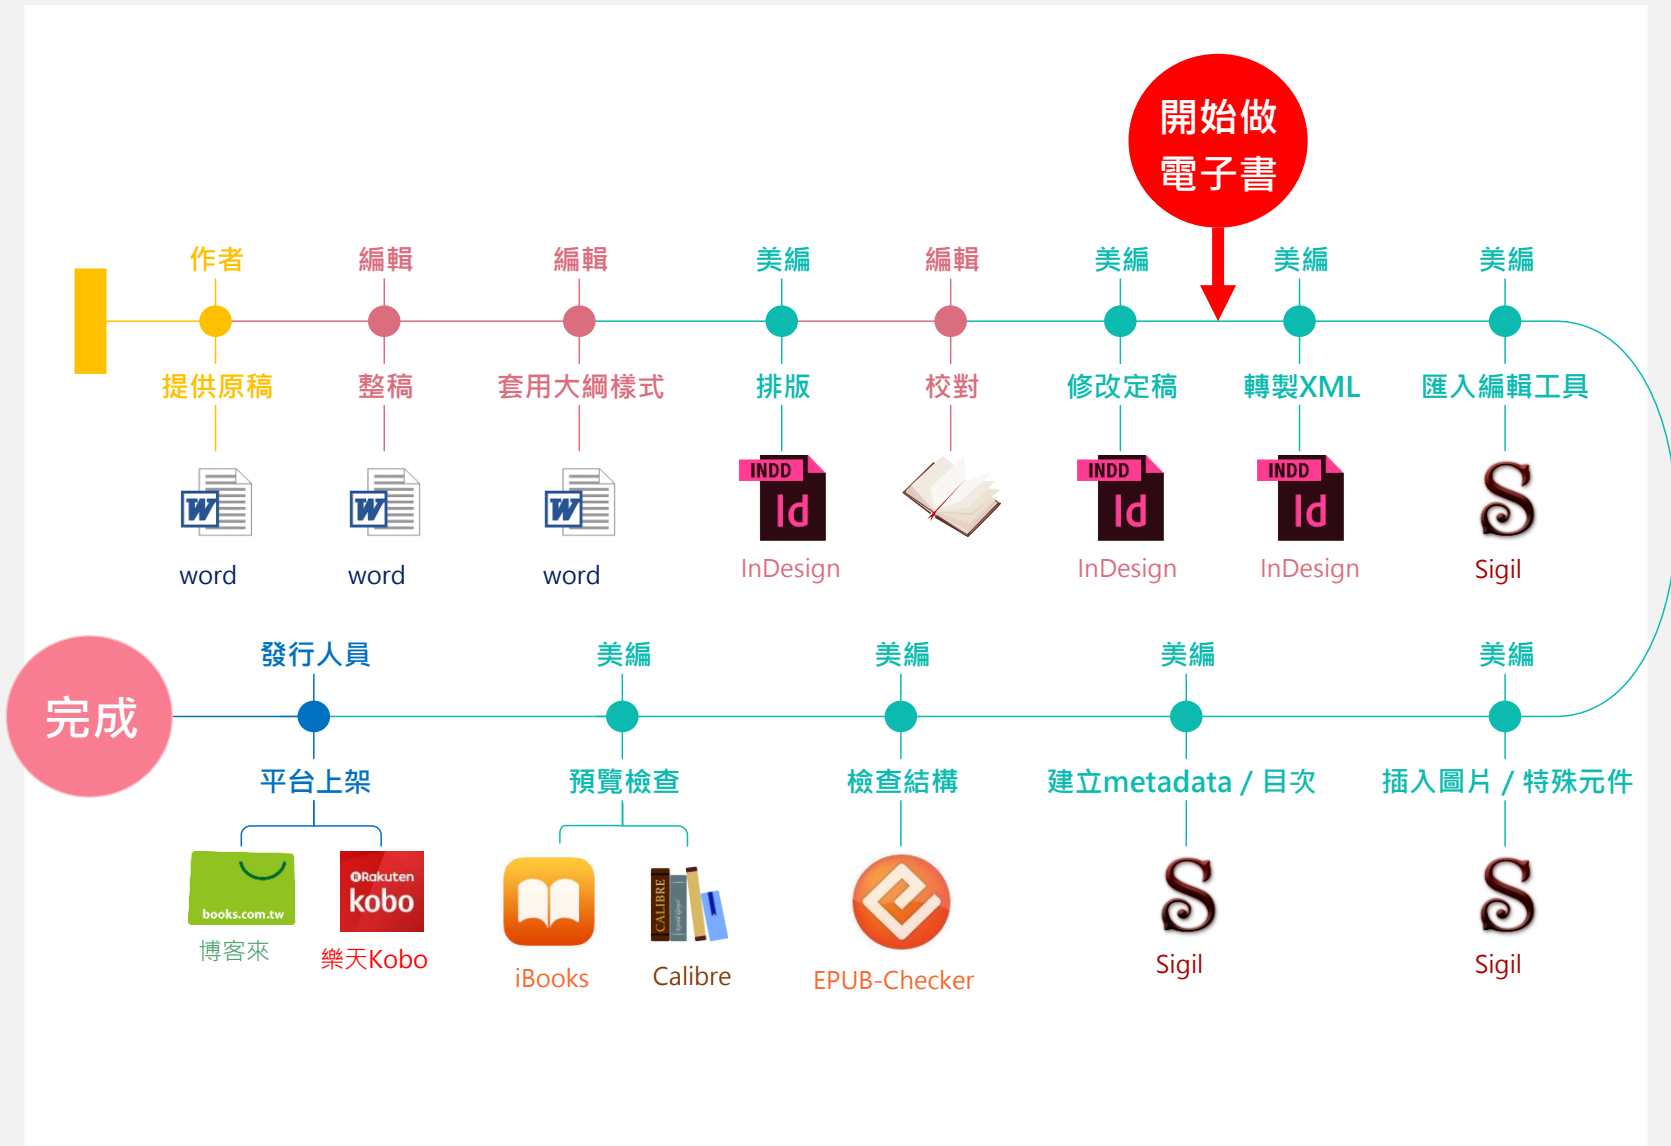 開始做
電子書
作者
編輯
編輯
美編
編輯
美編
美編
美編
提供原稿
整稿
套用大綱樣式
排版
校對
修改定稿
轉製XML
匯入編輯工具
W
W
W
INDD
Id
INDD
Id
INDD
Id
S
word
word
word
InDesign
InDesign
InDesign
Sigil
完成
發行人員
美編
美編
美編
美編
平台上架
預覽檢查
檢查結構
建立metadata / 目次
插入圖片 / 特殊元件
books.com.tw
Rakuten
kobo
CALIBRE
S
S
博客來
樂天Kobo
iBooks
Calibre
EPUB-Checker
Sigil
Sigil